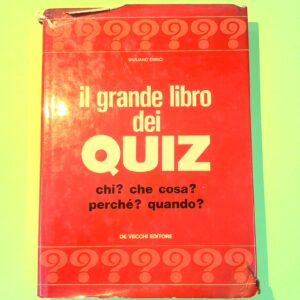 GIULIANO ERRICI
il grande libro
dei
QUIZ
chi? che cosa?
perché? quando?
DE VECCHI EDITORE